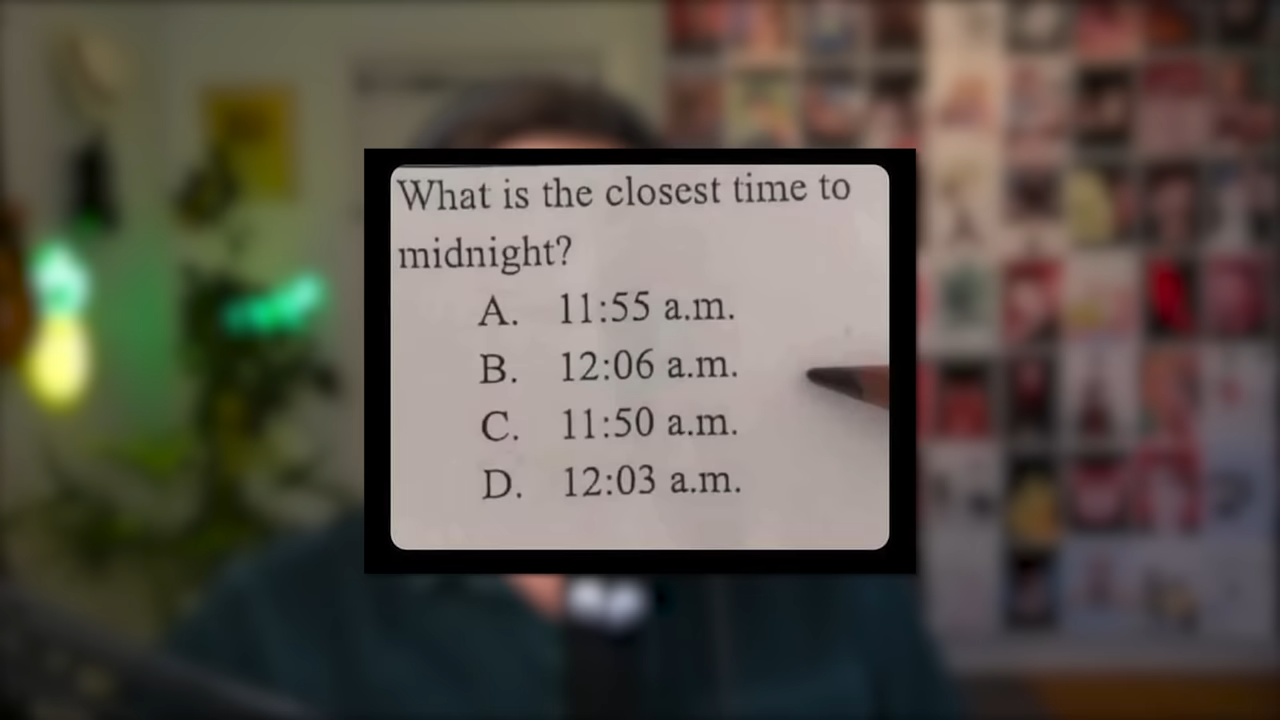 What is the closest time to
midnight?
A. 11:55 a.m.
B. 12:06 a.m.
C. 11:50 a.m.
D. 12:03 a.m.